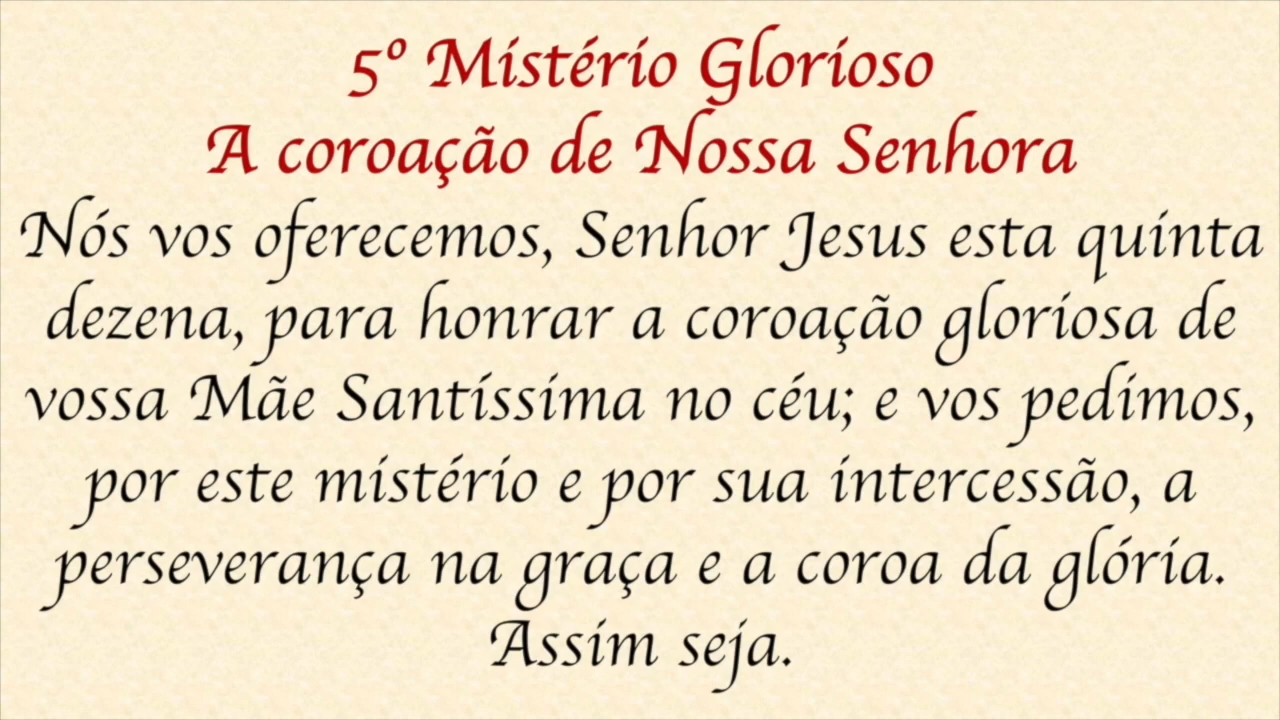 5º Mistério Glorioso
A coroação de Nossa Senhora
Nós vos oferecemos, Senhor Jesus esta quinta
dezena, para honrar a coroação gloriosa de
vossa Mãe Santíssima no céu; e vos pedimos,
por este mistério e por sua intercessão, a
perseverança na graça e a coroa da glória.
Assim seja.